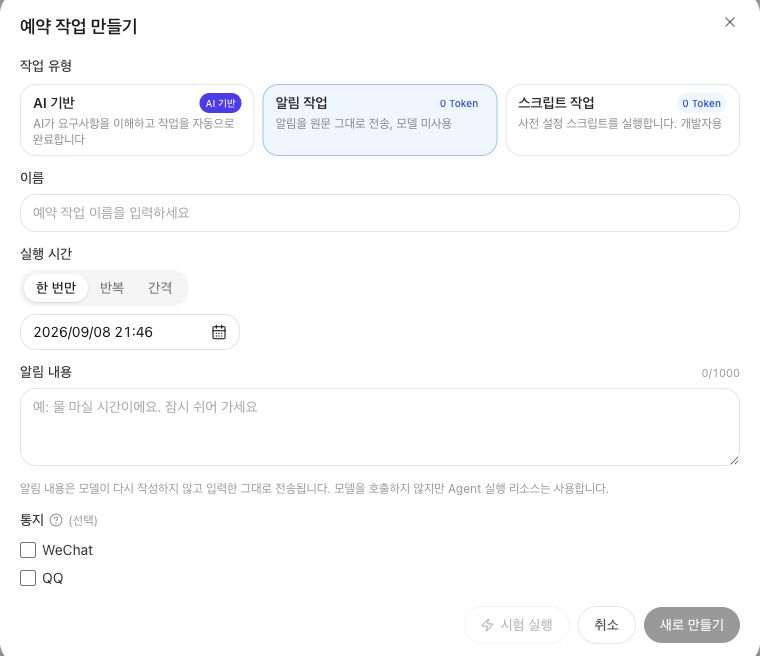 예약 작업 만들기
작업 유형
AI 기반
AI 기반
AI가 요구사항을 이해하고 작업을 자동으로
완료합니다
알림 작업
0 Token
알림을 원문 그대로 전송, 모델 미사용
스크립트 작업
0 Token
사전 설정 스크립트를 실행합니다. 개발자용
이름
예약 작업 이름을 입력하세요
실행 시간
한 번만 반복 간격
2026/09/08 21:46
알림 내용
0/1000
예: 물 마실 시간이에요. 잠시 쉬어 가세요
알림 내용은 모델이 다시 작성하지 않고 입력한 그대로 전송됩니다. 모델을 호출하지 않지만 Agent 실행 리소스는 사용합니다.
통지 ? (선택)
WeChat
QQ
시험 실행
취소
새로 만들기